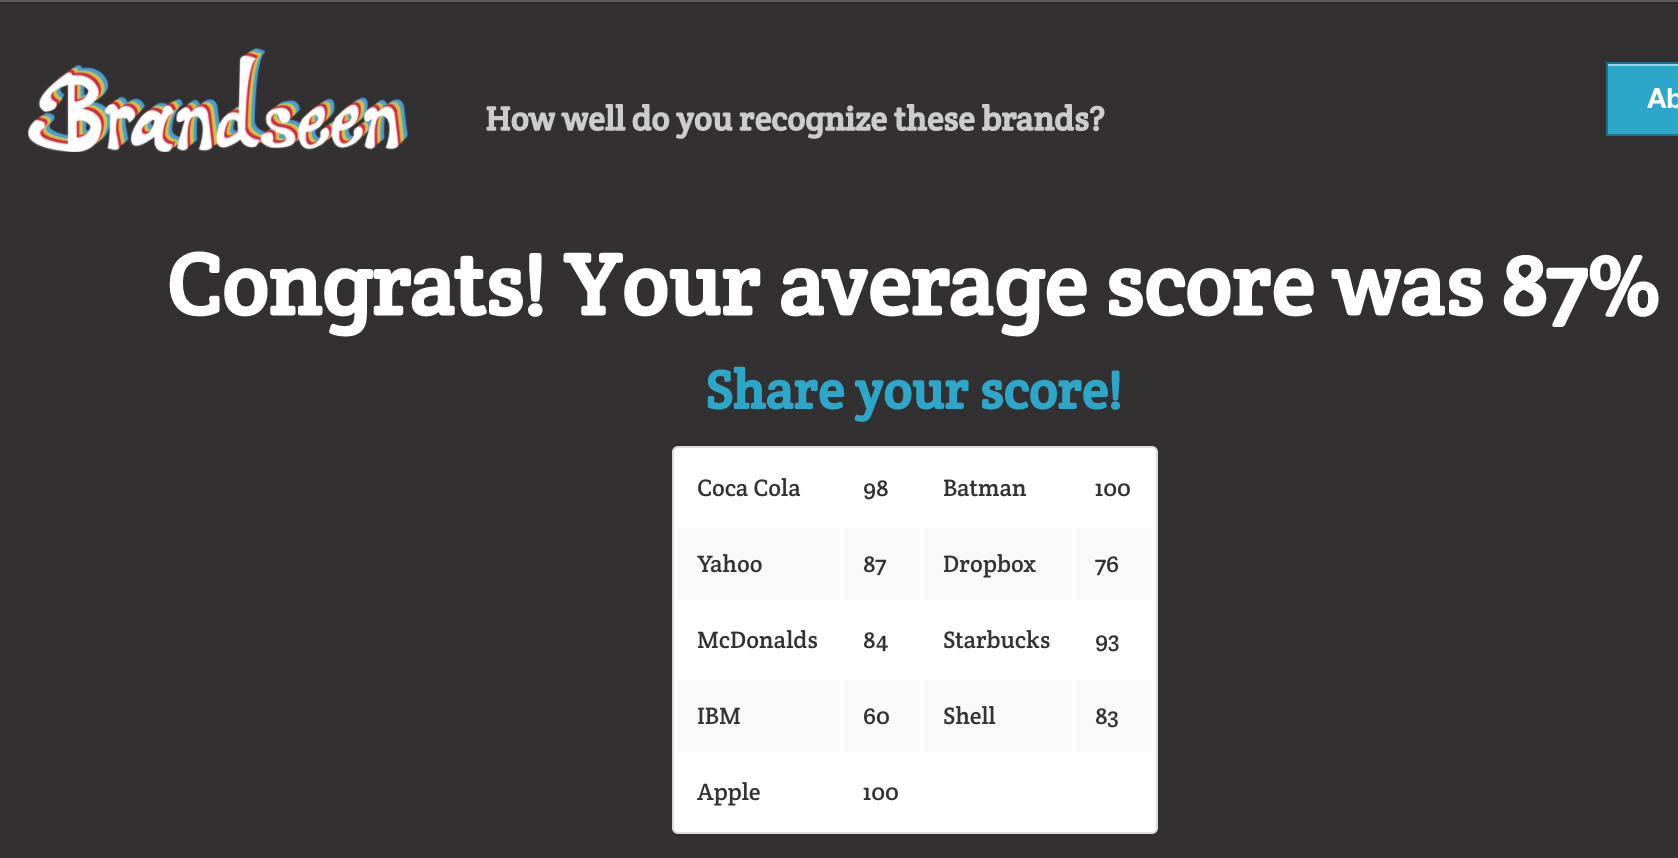 Brandseen
How well do you recognize these brands?
Ab
Congrats! Your average score was 87%
Share your score!
Coca Cola 98 Batman 100
Yahoo 87 Dropbox 76
McDonalds 84 Starbucks 93
IBM 60 Shell 83
Apple 100